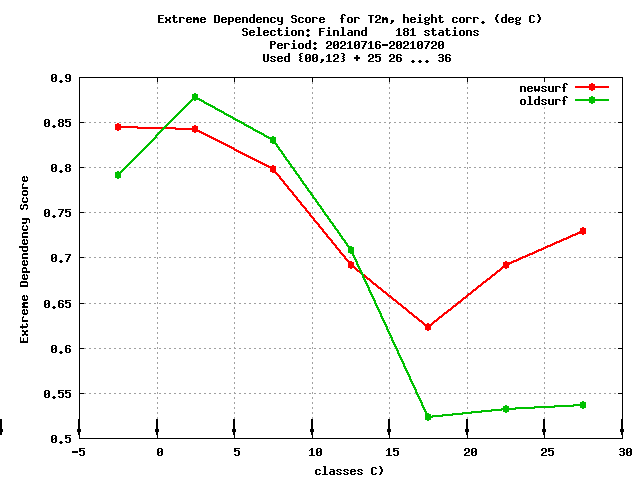 Extreme Dependency Score  for T2m, height corr. (deg C)
Selection: Finland    181 stations
Period: 20210716-20210720
Used {00,12} + 25 26 ... 36
newsurf
oldsurf
Extreme Dependency Score
0.9
0.85
0.8
0.75
0.7
0.65
0.6
0.55
0.5
-5 0 5 10 15 20 25 30
classes C)